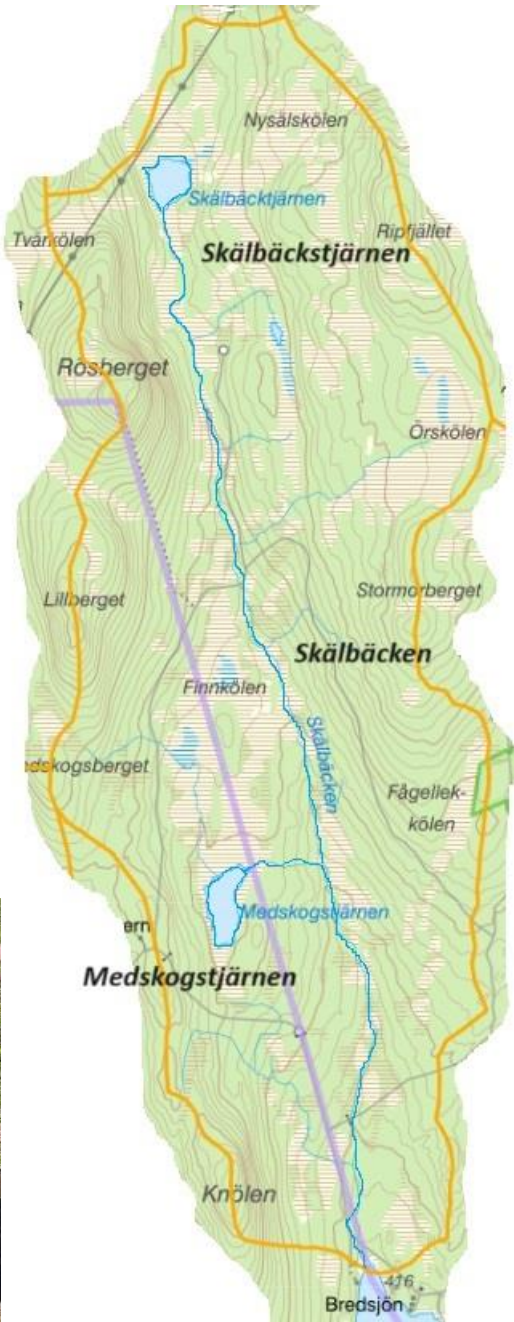 Nysälskölen
Skälbäcktjärnen
Tvärkölen
Skälbäckstjärnen
Ripfjället
Rösberget
Örskölen
Lillberget
Stormorberget
Skälbäcken
Finnkölen
Skälbäcken
dskogsberget
Fågellek-
kölen
Medskogstjärnen
ern
Medskogstjärnen
Knölen
416
Bredsjön